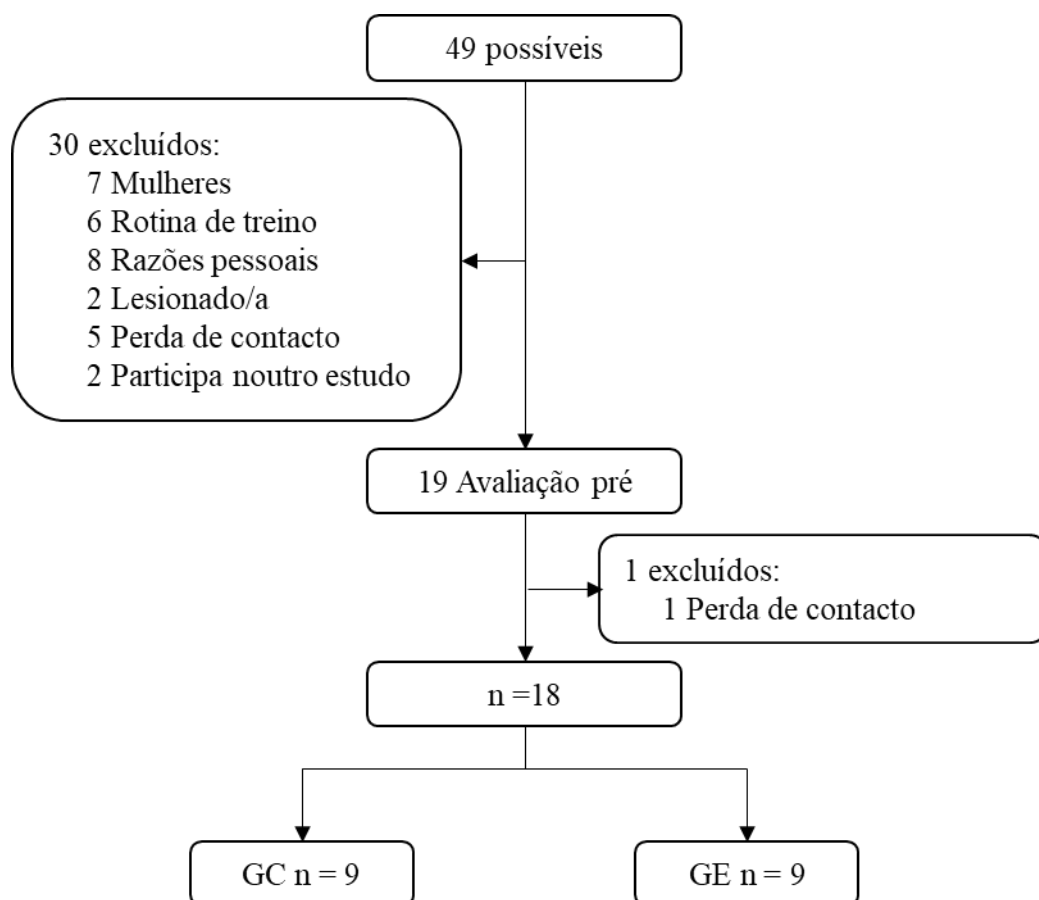 49 possíveis
30 excluídos:
7 Mulheres
6 Rotina de treino
8 Razões pessoais
2 Lesionado/a
5 Perda de contacto
2 Participa noutro estudo
19 Avaliação pré
1 excluídos:
1 Perda de contacto
n =18
GC n = 9
GE n = 9